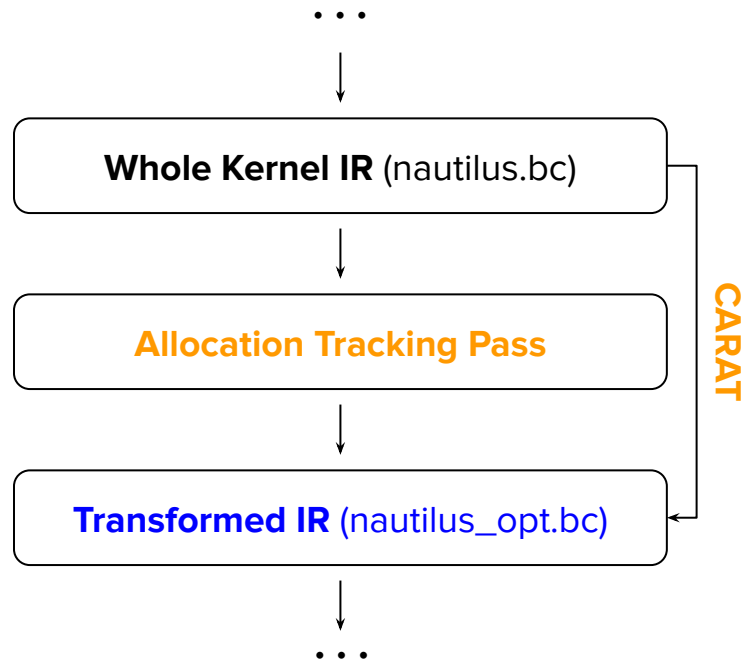 ...
Whole Kernel IR (nautilus.bc)
Allocation Tracking Pass
CARAT
Transformed IR (nautilus_opt.bc)
...